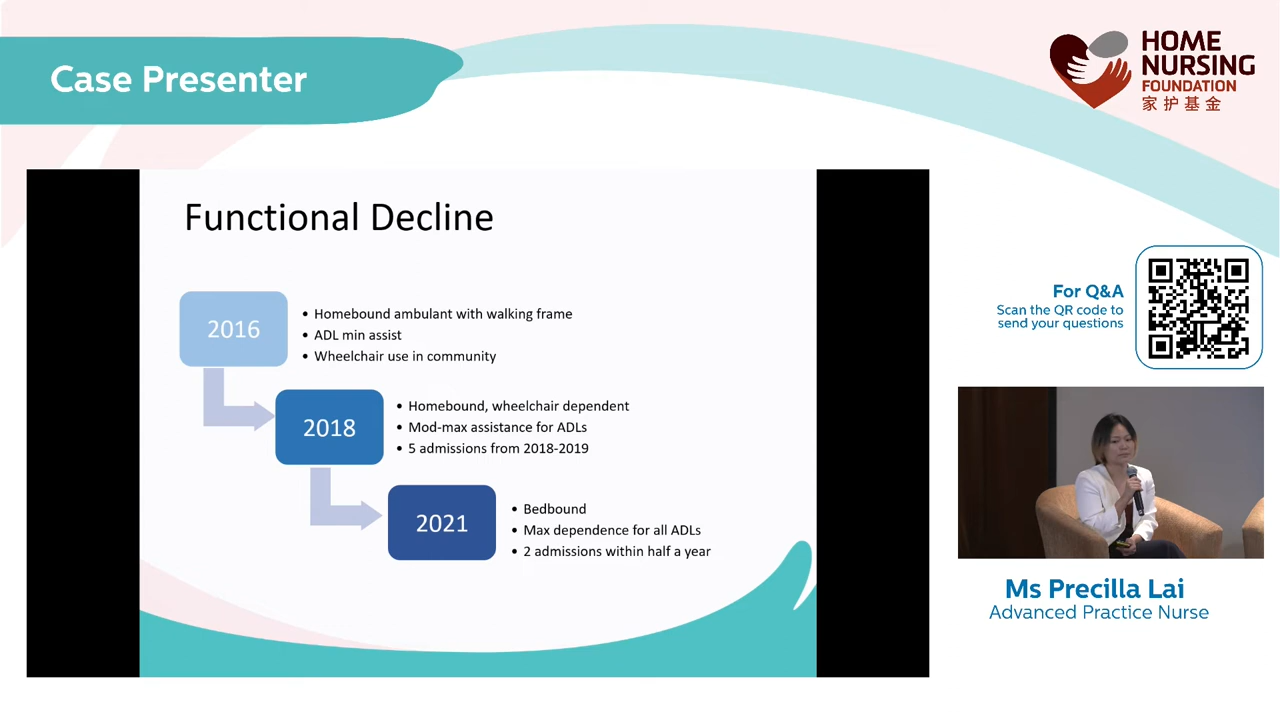 Case Presenter
HOME
NURSING
FOUNDATION
家护基金
Functional Decline
2016
• Homebound ambulant with walking frame
• ADL min assist
• Wheelchair use in community
2018
• Homebound, wheelchair dependent
• Mod-max assistance for ADLs
• 5 admissions from 2018-2019
2021
• Bedbound
• Max dependence for all ADLs
• 2 admissions within half a year
For Q&A
Scan the QR code to
send your questions
Ms Precilla Lai
Advanced Practice Nurse